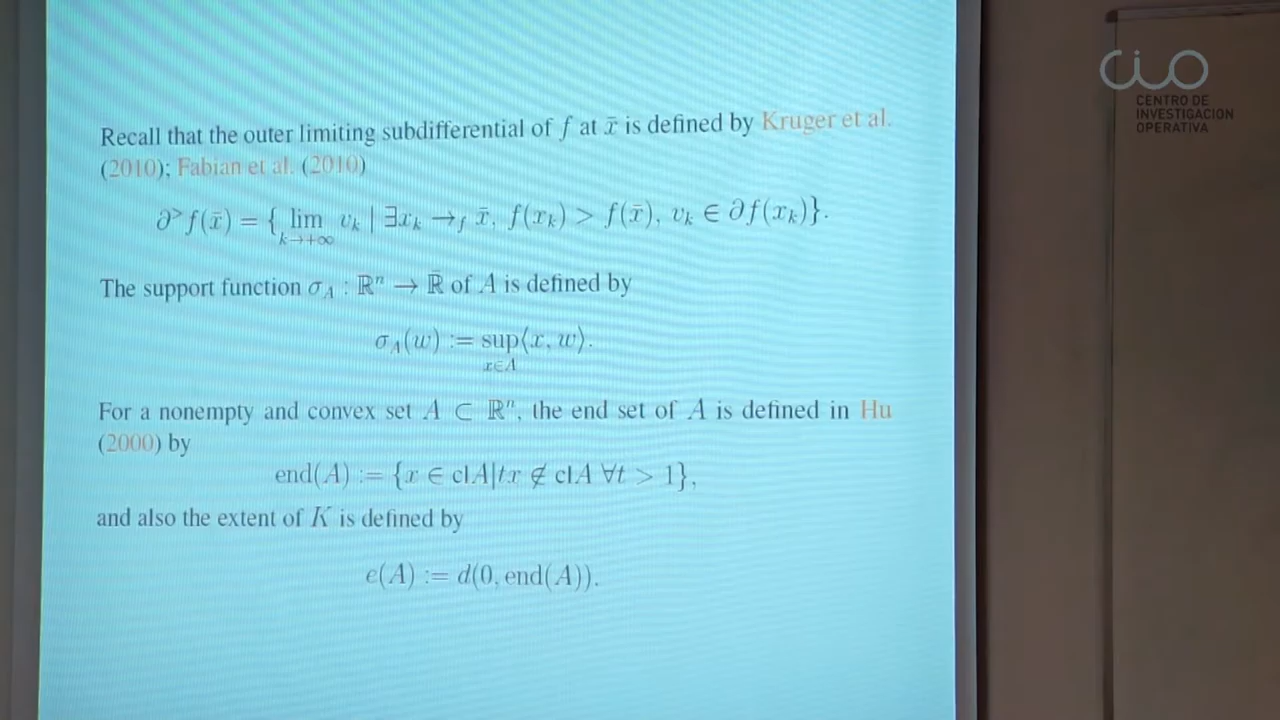 Recall that the outer limiting subdifferential of f at x̄ is defined by Kruger et al.
(2010); Fabian et al. (2010)
∂^> f(x̄) = { lim_{k→+∞} v_k | ∃x_k →_f x̄, f(x_k) > f(x̄), v_k ∈ ∂f(x_k)}.
The support function σ_A : ℝⁿ → ℝ̄ of A is defined by
σ_A(w) := sup_{x∈A} ⟨x, w⟩.
For a nonempty and convex set A ⊂ ℝⁿ, the end set of A is defined in Hu
(2000) by
end(A) := {x ∈ clA|tx ∉ clA ∀t > 1},
and also the extent of K is defined by
e(A) := d(0, end(A)).
CIO
CENTRO DE
INVESTIGACION
OPERATIVA